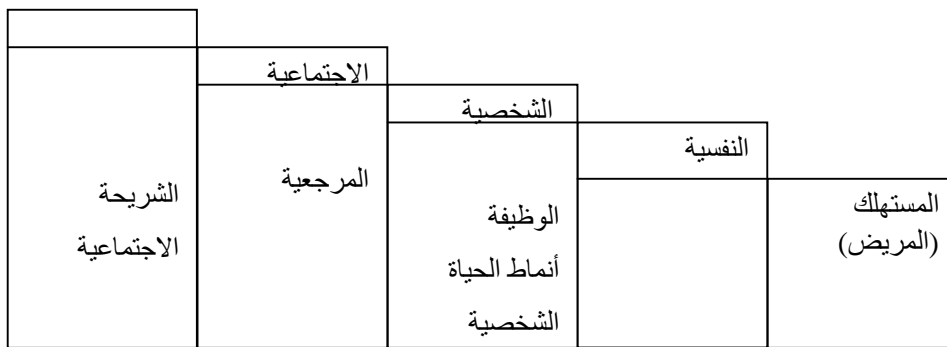 الاجتماعية
الشخصية
النفسية
الشريحة
الاجتماعية
المرجعية
الوظيفة
أنماط الحياة
الشخصية
المستهلك
(المريض)